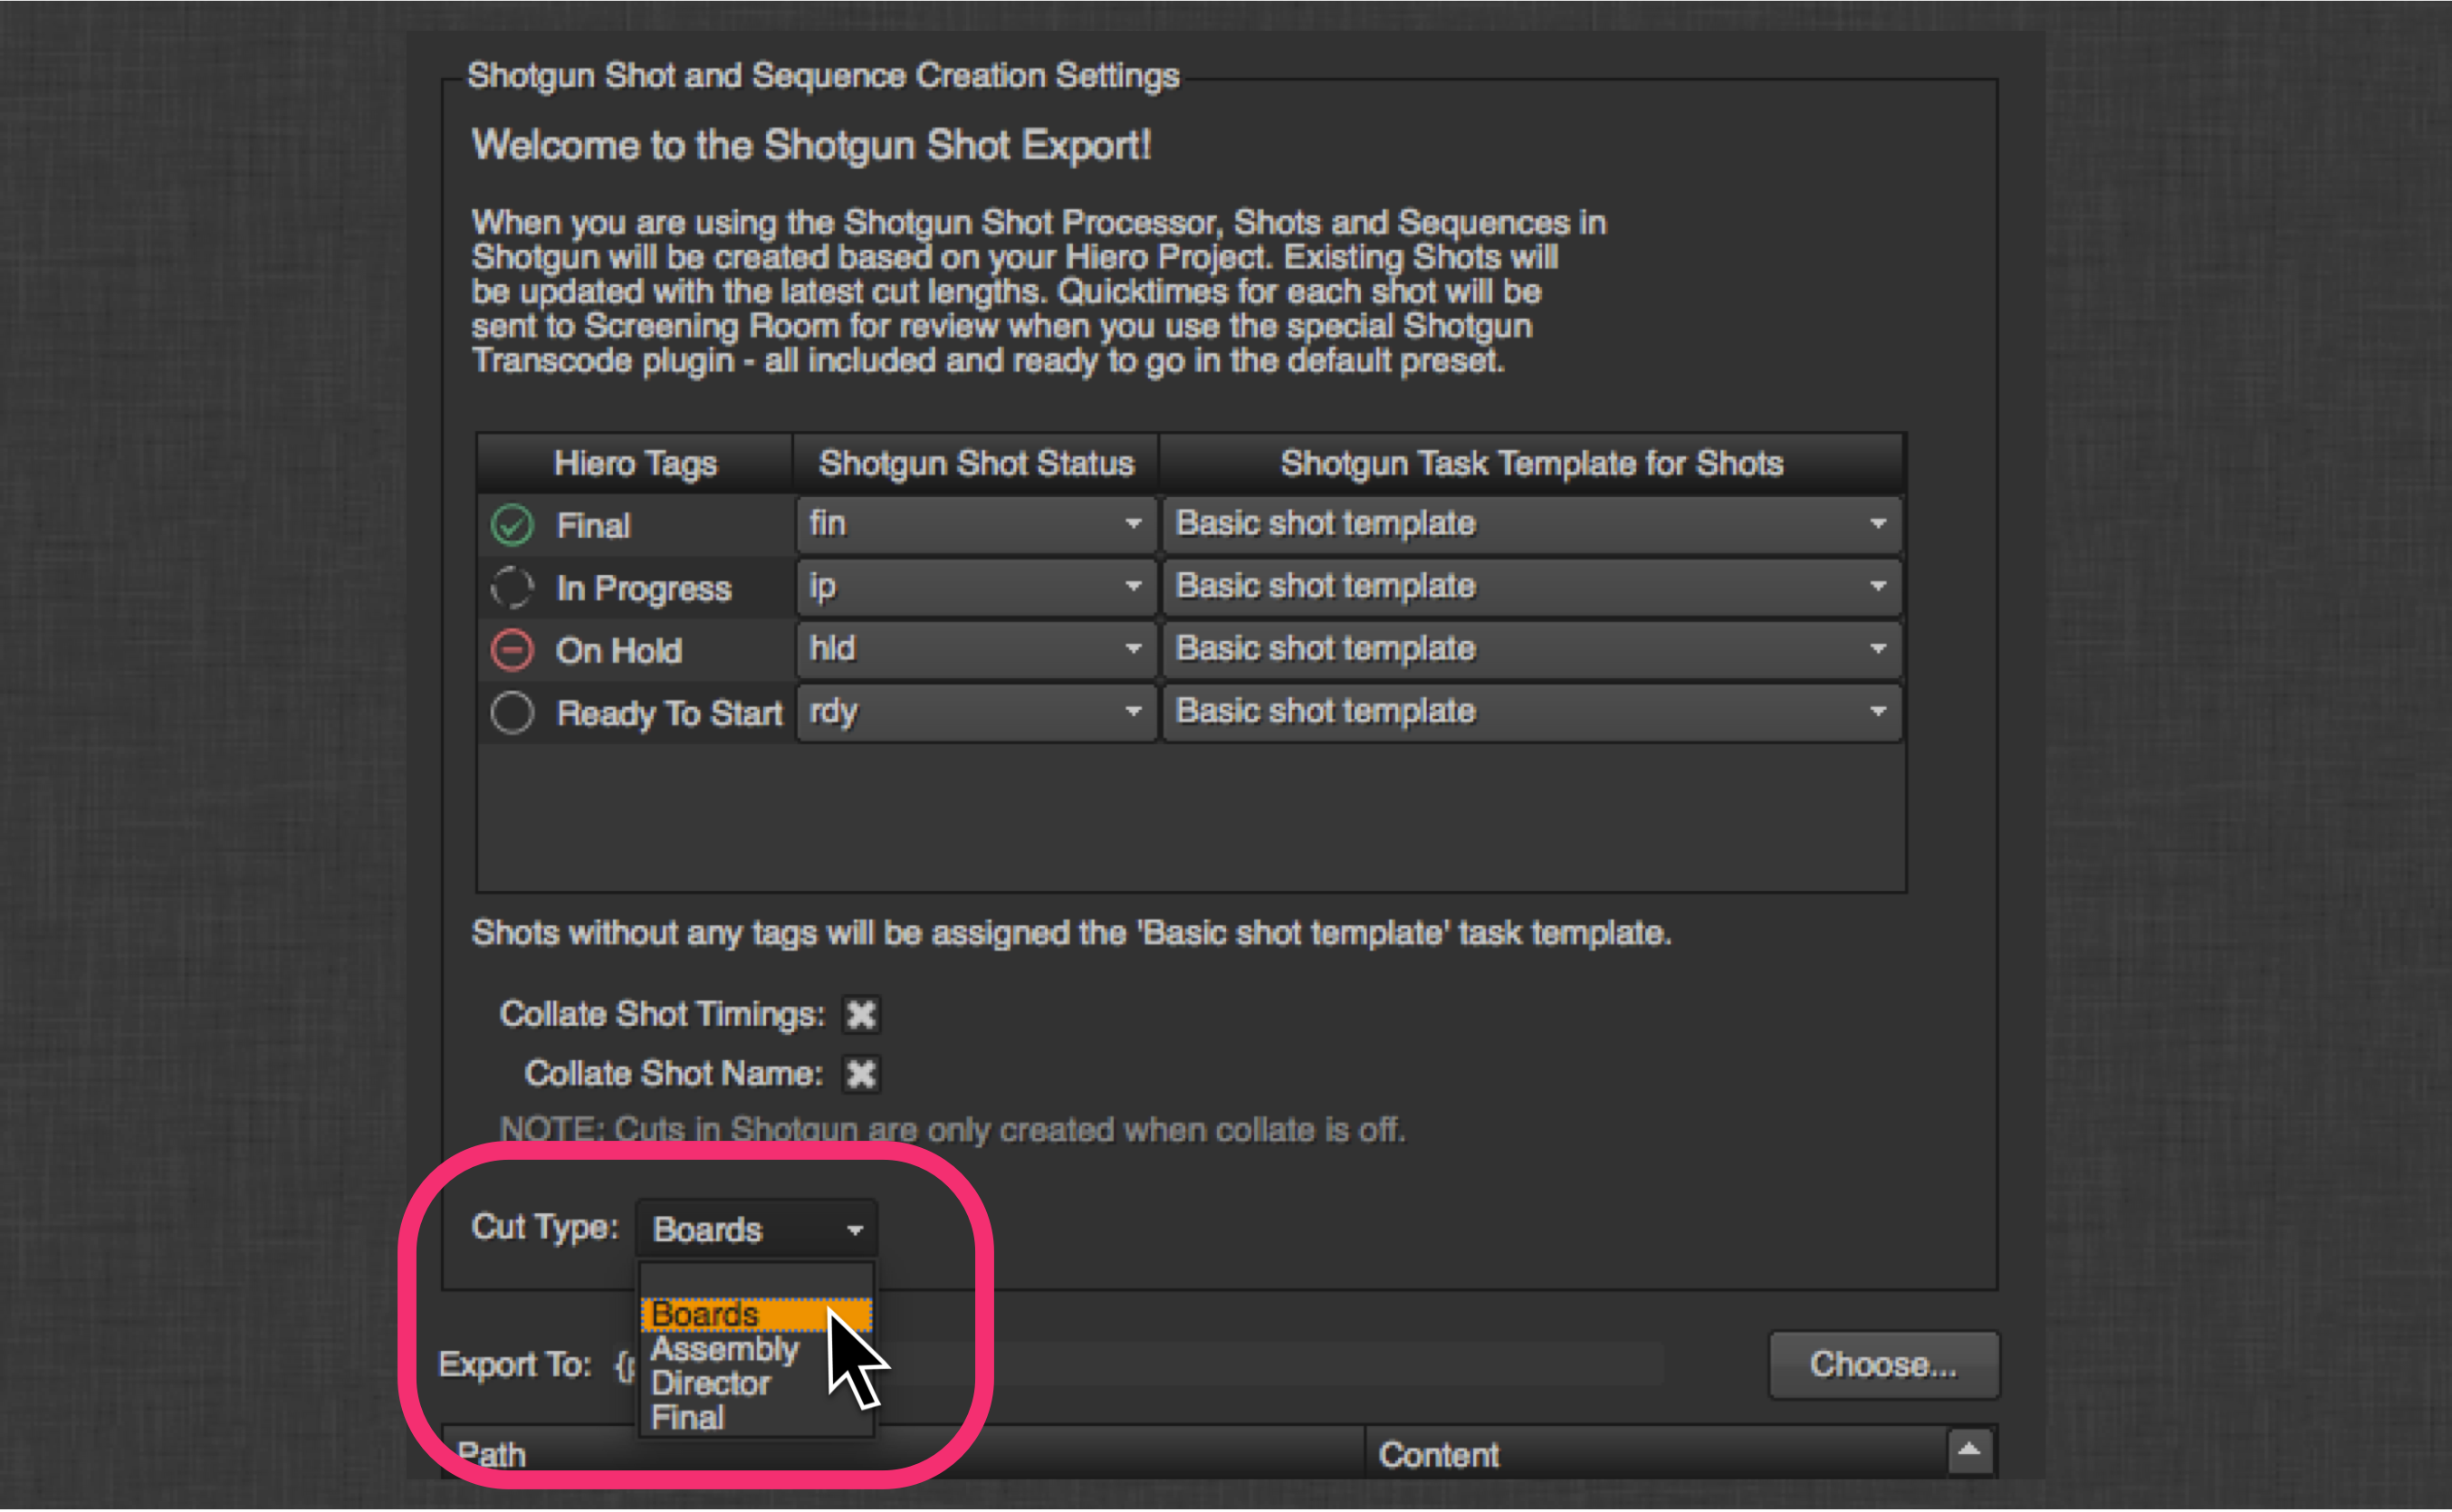 Shotgun Shot and Sequence Creation Settings
Welcome to the Shotgun Shot Export!
When you are using the Shotgun Shot Processor, Shots and Sequences in
Shotgun will be created based on your Hiero Project. Existing Shots will
be updated with the latest cut lengths. Quicktimes for each shot will be
sent to Screening Room for review when you use the special Shotgun
Transcode plugin - all included and ready to go in the default preset.
Hiero Tags Shotgun Shot Status Shotgun Task Template for Shots
Final fin Basic shot template
In Progress ip Basic shot template
On Hold hld Basic shot template
Ready To Start rdy Basic shot template
Shots without any tags will be assigned the 'Basic shot template' task template.
Collate Shot Timings:
Collate Shot Name:
NOTE: Cuts in Shotgun are only created when collate is off.
Cut Type: Boards
Boards
Assembly
Director
Final
Export To: Choose...
Path Content